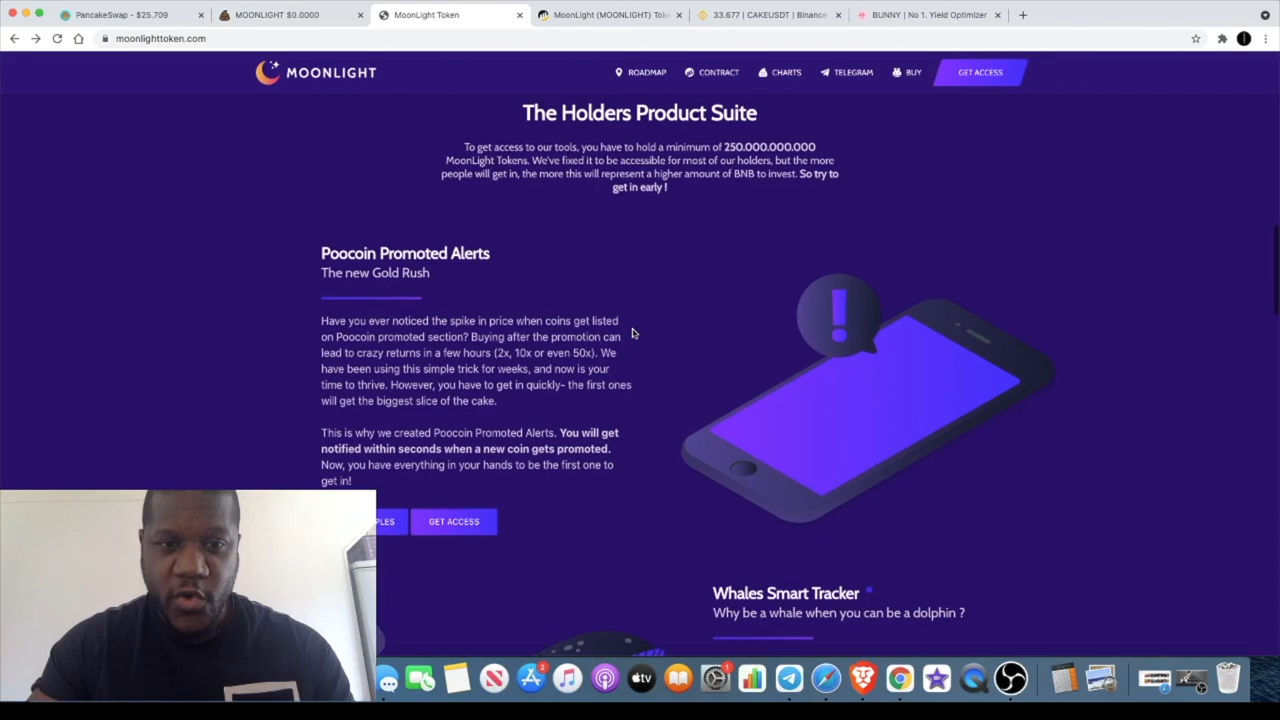 PancakeSwap - $25.709
MOONLIGHT $0.0000
MoonLight Token
MoonLight (MOONLIGHT) Tok
33.677 | CAKEUSDT | Binance
BUNNY | No 1. Yield Optimizer
moonlighttoken.com
MOONLIGHT
ROADMAP
CONTRACT
CHARTS
TELEGRAM
BUY
GET ACCESS
The Holders Product Suite
To get access to our tools, you have to hold a minimum of 250.000.000.000
MoonLight Tokens. We've fixed it to be accessible for most of our holders, but the more
people will get in, the more this will represent a higher amount of BNB to invest. So try to
get in early !
Poocoin Promoted Alerts
The new Gold Rush
Have you ever noticed the spike in price when coins get listed
on Poocoin promoted section? Buying after the promotion can
lead to crazy returns in a few hours (2x, 10x or even 50x). We
have been using this simple trick for weeks, and now is your
time to thrive. However, you have to get in quickly- the first ones
will get the biggest slice of the cake.
This is why we created Poocoin Promoted Alerts. You will get
notified within seconds when a new coin gets promoted.
Now, you have everything in your hands to be the first one to
get in!
PLES
GET ACCESS
Whales Smart Tracker
Why be a whale when you can be a dolphin ?
2
tv
1